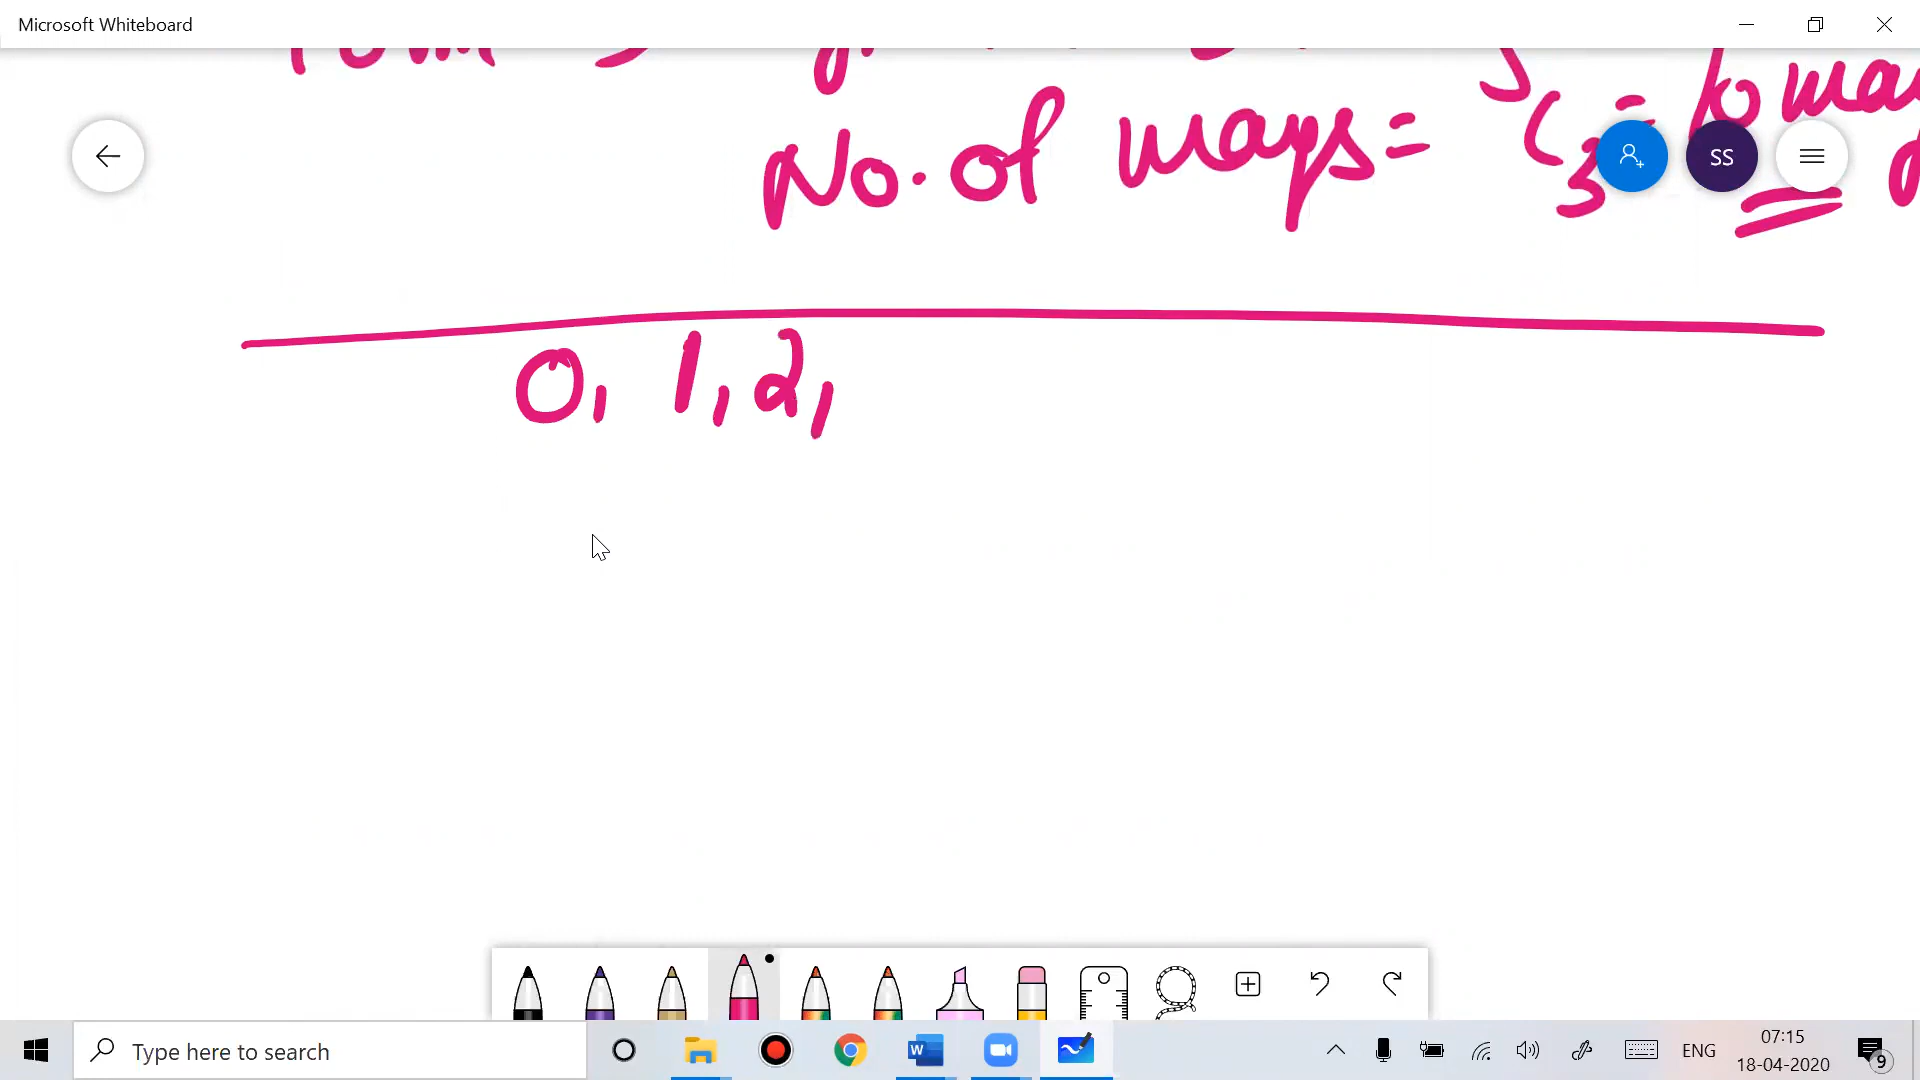 Microsoft Whiteboard
No. of ways = ⁵C₃ = 10 way
SS
0, 1, 2,
Type here to search
W
ENG
07:15
18-04-2020
9